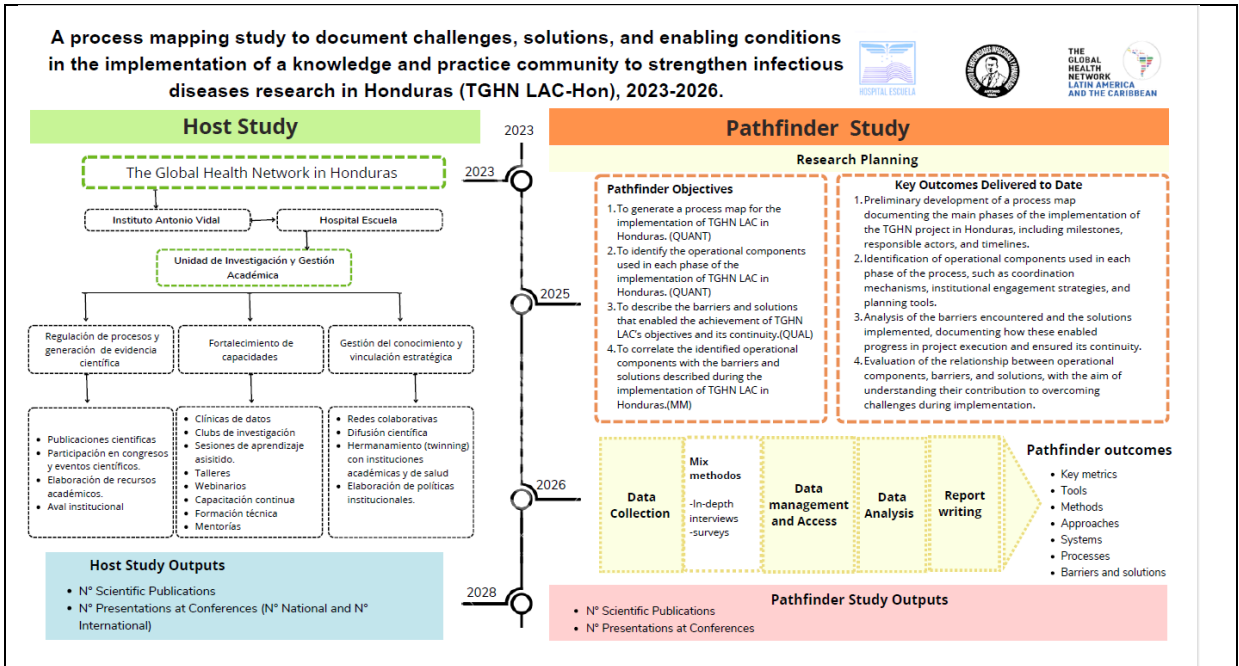 A process mapping study to document challenges, solutions, and enabling conditions
in the implementation of a knowledge and practice community to strengthen infectious
diseases research in Honduras (TGHN LAC-Hon), 2023-2026.
HOSPITAL ESCUELA
THE
GLOBAL
HEALTH
NETWORK
LATIN AMERICA
AND THE CARIBBEAN
Host Study
The Global Health Network in Honduras
Instituto Antonio Vidal
Hospital Escuela
Unidad de Investigación y Gestión
Académica
Regulación de procesos y
generación de evidencia
científica
Fortalecimiento de
capacidades
Gestión del conocimiento y
vinculación estratégica
• Publicaciones cientificas
• Participación en congresos
y eventos científicos.
• Elaboración de recursos
académicos.
• Aval institucional
• Clínicas de datos
• Clubs de investigación
• Sesiones de aprendizaje
asisitido.
• Talleres
• Webinarios
• Capacitación continua
• Formación técnica
• Mentorías
• Redes colaborativas
• Difusión científica
• Hermanamiento (twinning)
con instituciones
académicas y de salud
• Elaboración de políticas
institucionales.
Host Study Outputs
• N° Scientific Publications
• N° Presentations at Conferences (N° National and N°
International)
2023
2023
2025
2026
2028
Pathfinder Study
Research Planning
Pathfinder Objectives
1. To generate a process map for the
implementation of TGHN LAC in
Honduras. (QUANT)
2. To identify the operational components
used in each phase of the
implementation of TGHN LAC in
Honduras. (QUANT)
3. To describe the barriers and solutions
that enabled the achievement of TGHN
LAC's objectives and its continuity.(QUAL)
4. To correlate the identified operational
components with the barriers and
solutions described during the
implementation of TGHN LAC in
Honduras.(MM)
Key Outcomes Delivered to Date
1. Preliminary development of a process map
documenting the main phases of the implementation of
the TGHN project in Honduras, including milestones,
responsible actors, and timelines.
2. Identification of operational components used in each
phase of the process, such as coordination
mechanisms, institutional engagement strategies, and
planning tools.
3. Analysis of the barriers encountered and the solutions
implemented, documenting how these enabled
progress in project execution and ensured its continuity.
4. Evaluation of the relationship between operational
components, barriers, and solutions, with the aim of
understanding their contribution to overcoming
challenges during implementation.
Data
Collection
Mix
methodos
-In-depth
interviews
-surveys
Data
management
and Access
Data
Analysis
Report
writing
Pathfinder outcomes
• Key metrics
• Tools
• Methods
• Approaches
• Systems
• Processes
• Barriers and solutions
Pathfinder Study Outputs
• N° Scientific Publications
• N° Presentations at Conferences